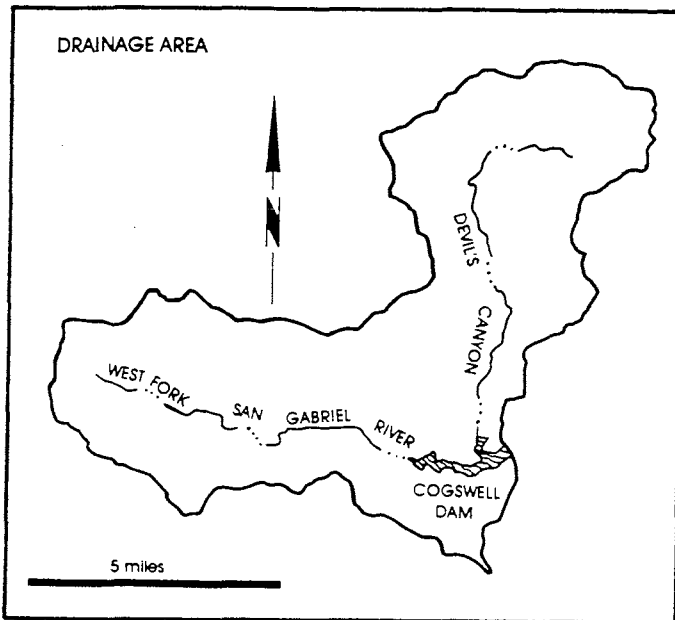 DRAINAGE AREA
N
DEVIL'S
CANYON
WEST FORK
SAN
GABRIEL
RIVER
COGSWELL
DAM
5 miles